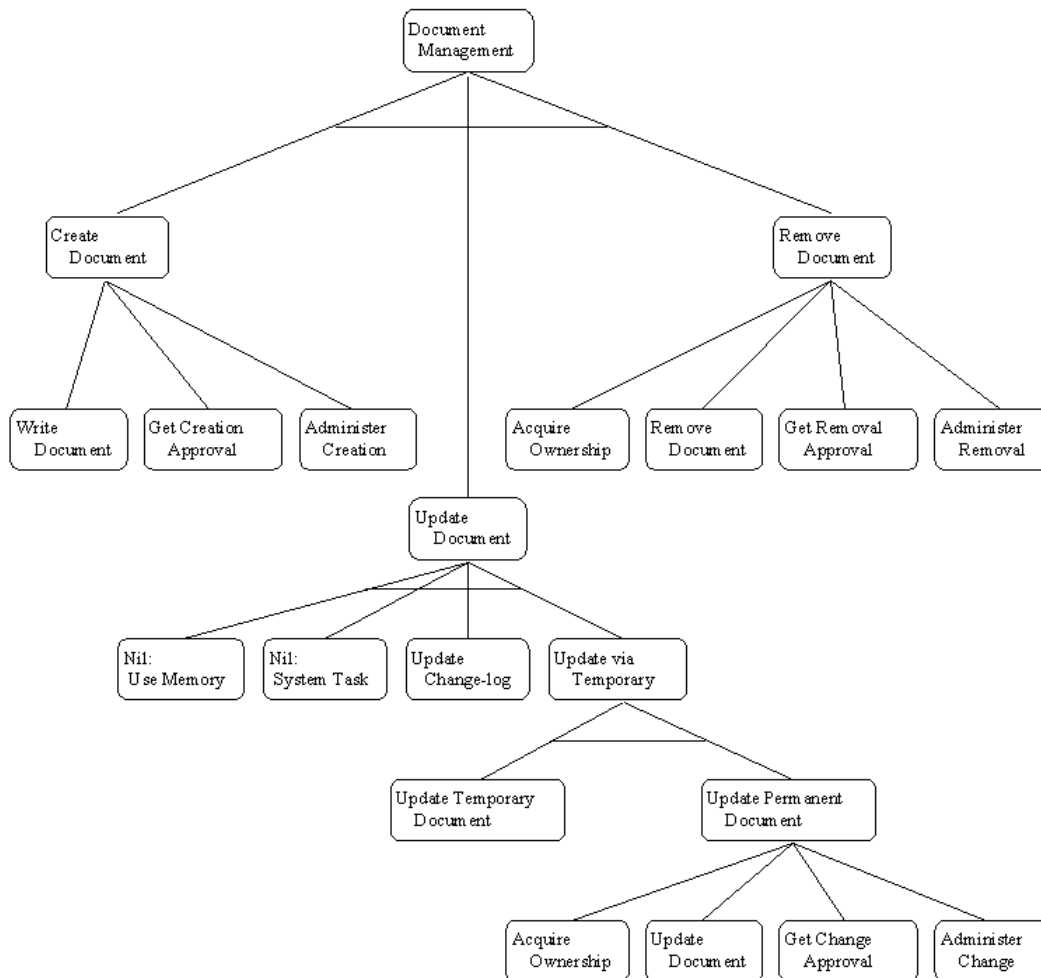 Document
Management
Create
Document
Remove
Document
Write
Document
Get Creation
Approval
Administer
Creation
Acquire
Ownership
Remove
Document
Get Removal
Approval
Administer
Removal
Update
Document
Nil:
Use Memory
Nil:
System Task
Update
Change-log
Update via
Temporary
Update Temporary
Document
Update Permanent
Document
Acquire
Ownership
Update
Document
Get Change
Approval
Administer
Change